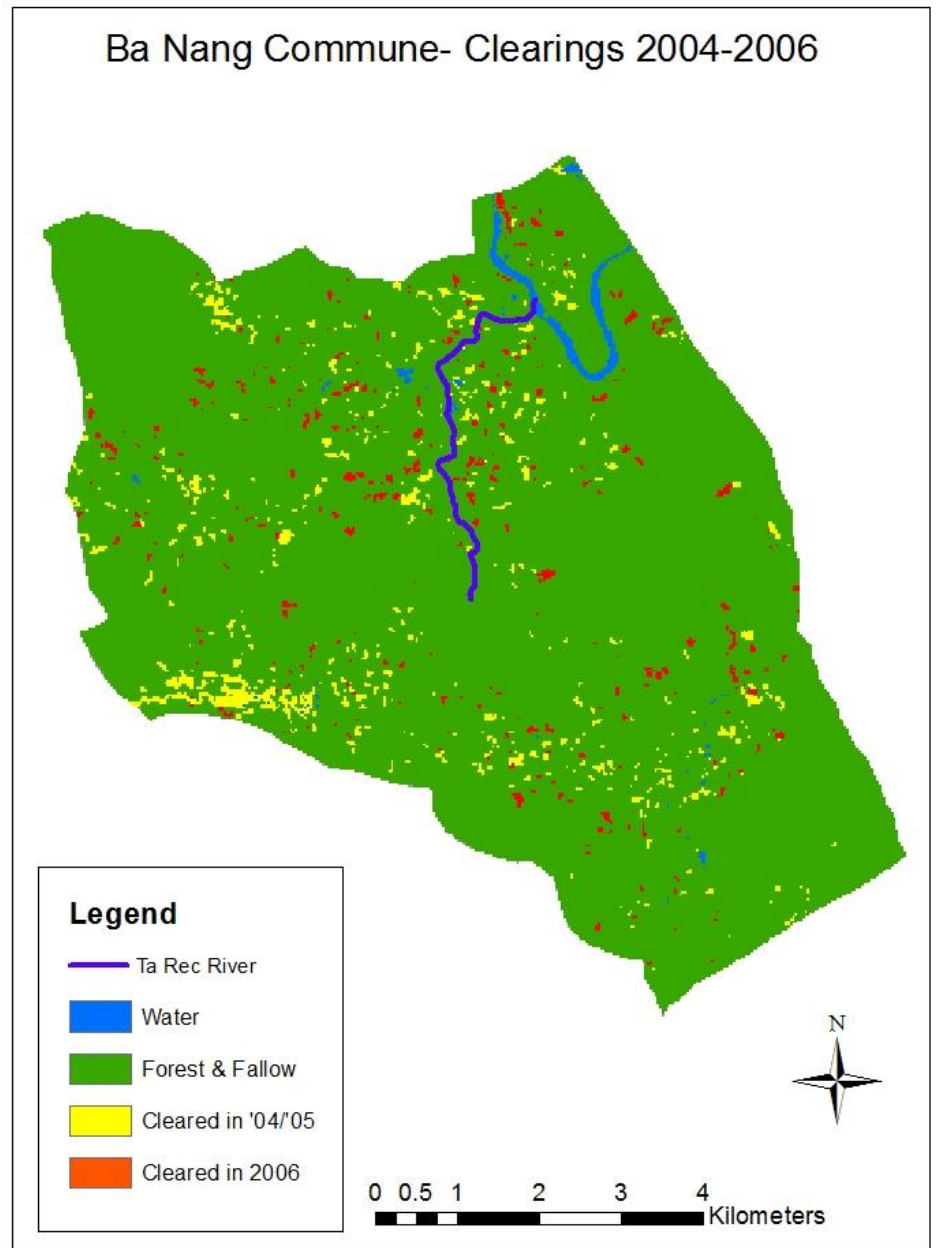 Ba Nang Commune- Clearings 2004-2006
Legend
Ta Rec River
Water
Forest & Fallow
Cleared in '04/'05
Cleared in 2006
N
0 0.5 1 2 3 4
Kilometers